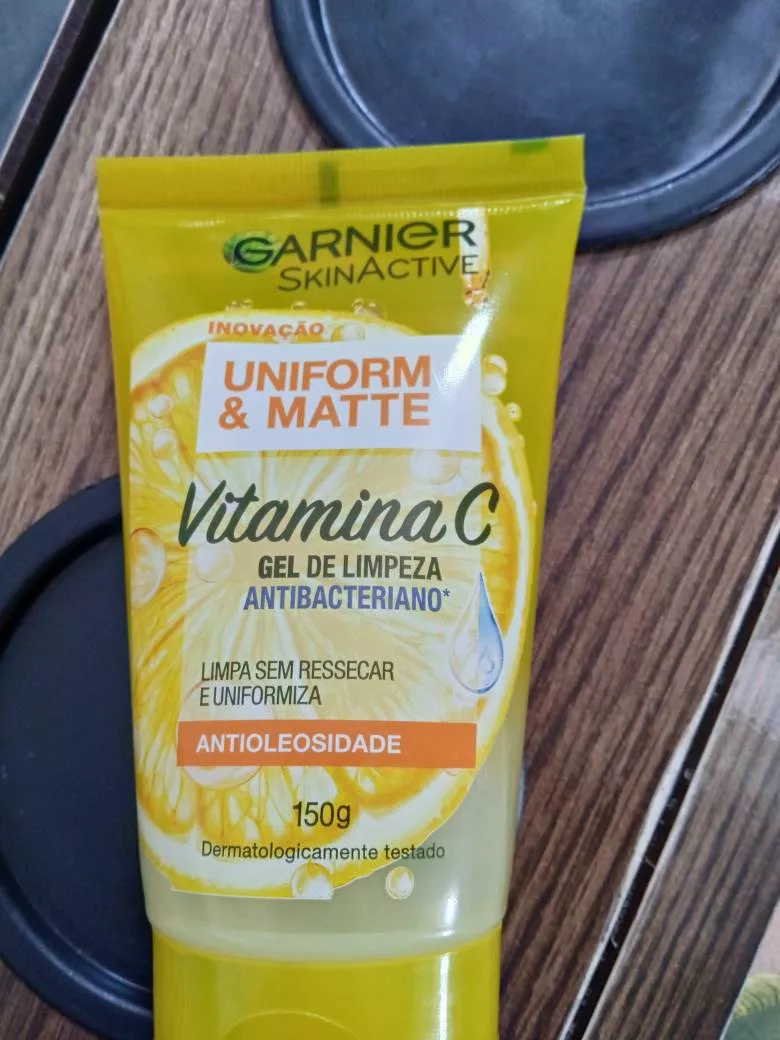 GARNIER
SKINACTIVE
INOVAÇÃO
UNIFORM
& MATTE
Vitamina C
GEL DE LIMPEZA
ANTIBACTERIANO*
LIMPA SEM RESSECAR
E UNIFORMIZA
ANTIOLEOSIDADE
150g
Dermatologicamente testado